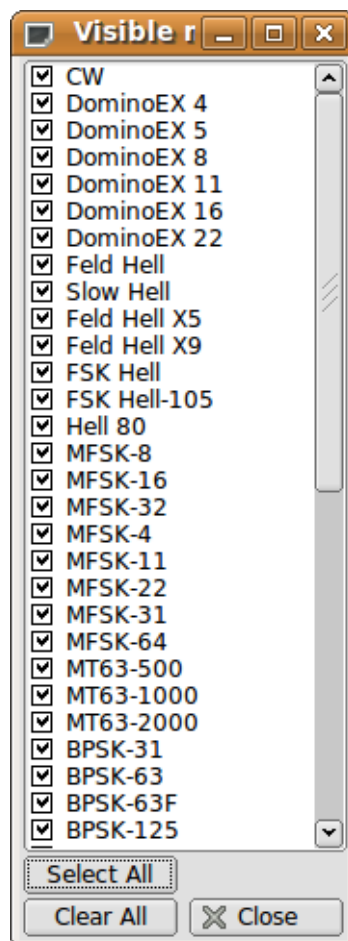 Visible r
CW
DominoEX 4
DominoEX 5
DominoEX 8
DominoEX 11
DominoEX 16
DominoEX 22
Feld Hell
Slow Hell
Feld Hell X5
Feld Hell X9
FSK Hell
FSK Hell-105
Hell 80
MFSK-8
MFSK-16
MFSK-32
MFSK-4
MFSK-11
MFSK-22
MFSK-31
MFSK-64
MT63-500
MT63-1000
MT63-2000
BPSK-31
BPSK-63
BPSK-63F
BPSK-125
Select All
Clear All Close